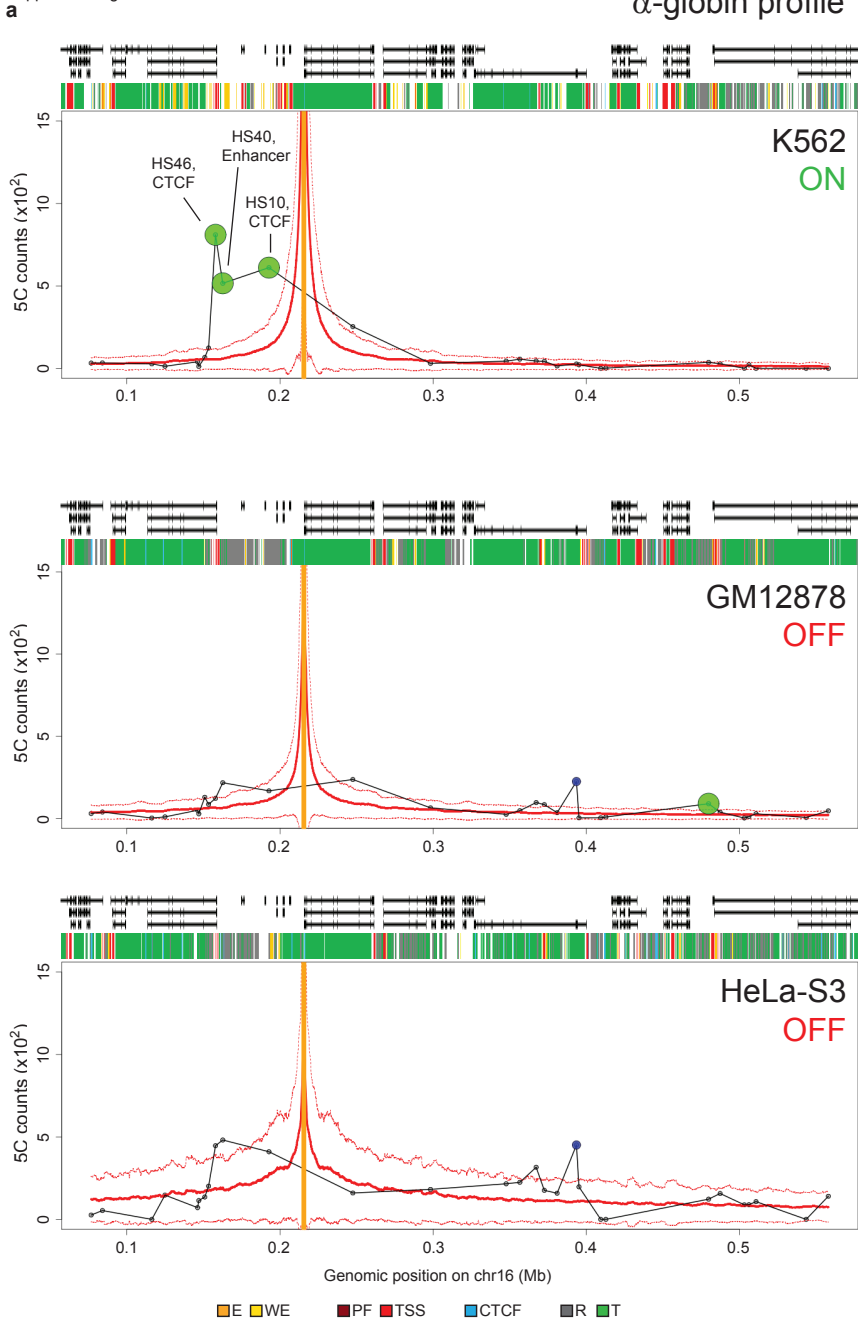 a
α-globin profile
15
10
5
0
5C counts (x10²)
HS46,
CTCF
HS40,
Enhancer
HS10,
CTCF
K562
ON
0.1 0.2 0.3 0.4 0.5
15
10
5
0
5C counts (x10²)
GM12878
OFF
0.1 0.2 0.3 0.4 0.5
15
10
5
0
5C counts (x10²)
HeLa-S3
OFF
0.1 0.2 0.3 0.4 0.5
Genomic position on chr16 (Mb)
E WE PF TSS CTCF R T